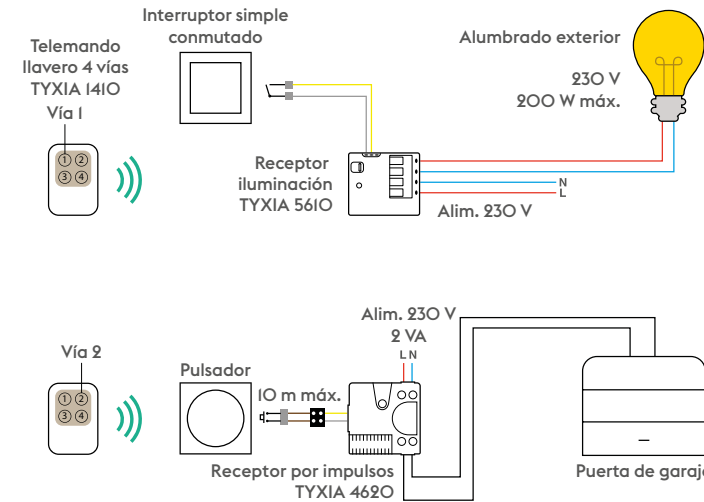 Interruptor simple
conmutado
Telemando
llavero 4 vías
TYXIA 1410
Vía 1
1 2
3 4
Alumbrado exterior
230 V
200 W máx.
Receptor
iluminación
TYXIA 5610
N
L
Alim. 230 V
Alim. 230 V
2 VA
L N
Vía 2
1 2
3 4
Pulsador
10 m máx.
Receptor por impulsos
TYXIA 4620
Puerta de garaje